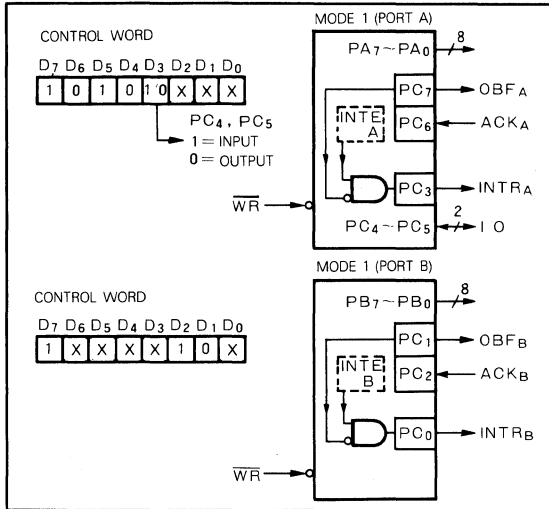 MODE 1 (PORT A)
CONTROL WORD
PA7~PA0
8
D7 D6 D5 D4 D3 D2 D1 D0
1 0 1 0 1/0 X X X
PC7
OBFA
PC4, PC5
1 = INPUT
0 = OUTPUT
INTE A
PC6
ACKA
PC3
INTRA
WR
PC4~PC5
2
I O
MODE 1 (PORT B)
CONTROL WORD
PB7~PB0
8
D7 D6 D5 D4 D3 D2 D1 D0
1 X X X X 1 0 X
PC1
OBFB
INTE B
PC2
ACKB
PC0
INTRB
WR